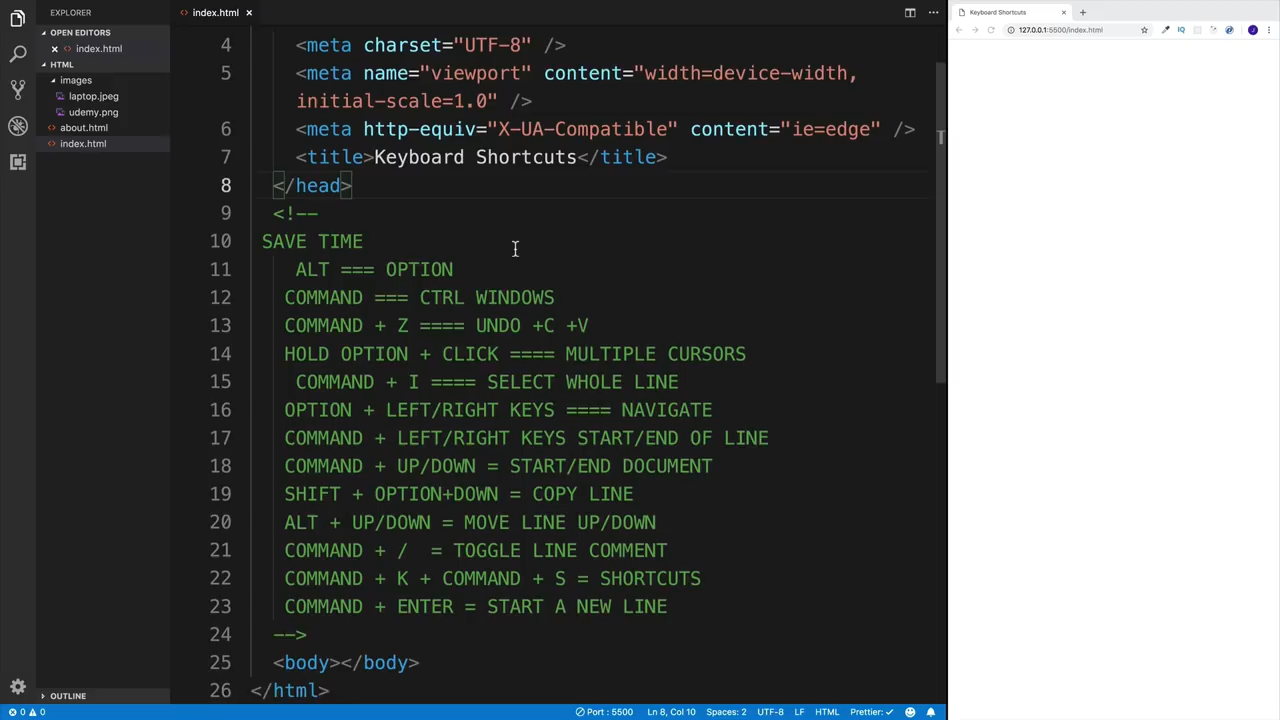 EXPLORER
OPEN EDITORS
index.html
HTML
images
laptop.jpeg
udemy.png
about.html
index.html
OUTLINE
index.html
4 <meta charset="UTF-8" />
5 <meta name="viewport" content="width=device-width,
initial-scale=1.0" />
6 <meta http-equiv="X-UA-Compatible" content="ie=edge" />
7 <title>Keyboard Shortcuts</title>
8 </head>
9 <!--
10 SAVE TIME
11 ALT === OPTION
12 COMMAND === CTRL WINDOWS
13 COMMAND + Z ==== UNDO +C +V
14 HOLD OPTION + CLICK ==== MULTIPLE CURSORS
15 COMMAND + I ==== SELECT WHOLE LINE
16 OPTION + LEFT/RIGHT KEYS ==== NAVIGATE
17 COMMAND + LEFT/RIGHT KEYS START/END OF LINE
18 COMMAND + UP/DOWN = START/END DOCUMENT
19 SHIFT + OPTION+DOWN = COPY LINE
20 ALT + UP/DOWN = MOVE LINE UP/DOWN
21 COMMAND + / = TOGGLE LINE COMMENT
22 COMMAND + K + COMMAND + S = SHORTCUTS
23 COMMAND + ENTER = START A NEW LINE
24 -->
25 <body></body>
26 </html>
Keyboard Shortcuts
127.0.0.1:5500/index.html
IQ
J
0 0
Port : 5500
Ln 8, Col 10
Spaces: 2
UTF-8
LF
HTML
Prettier: ✓